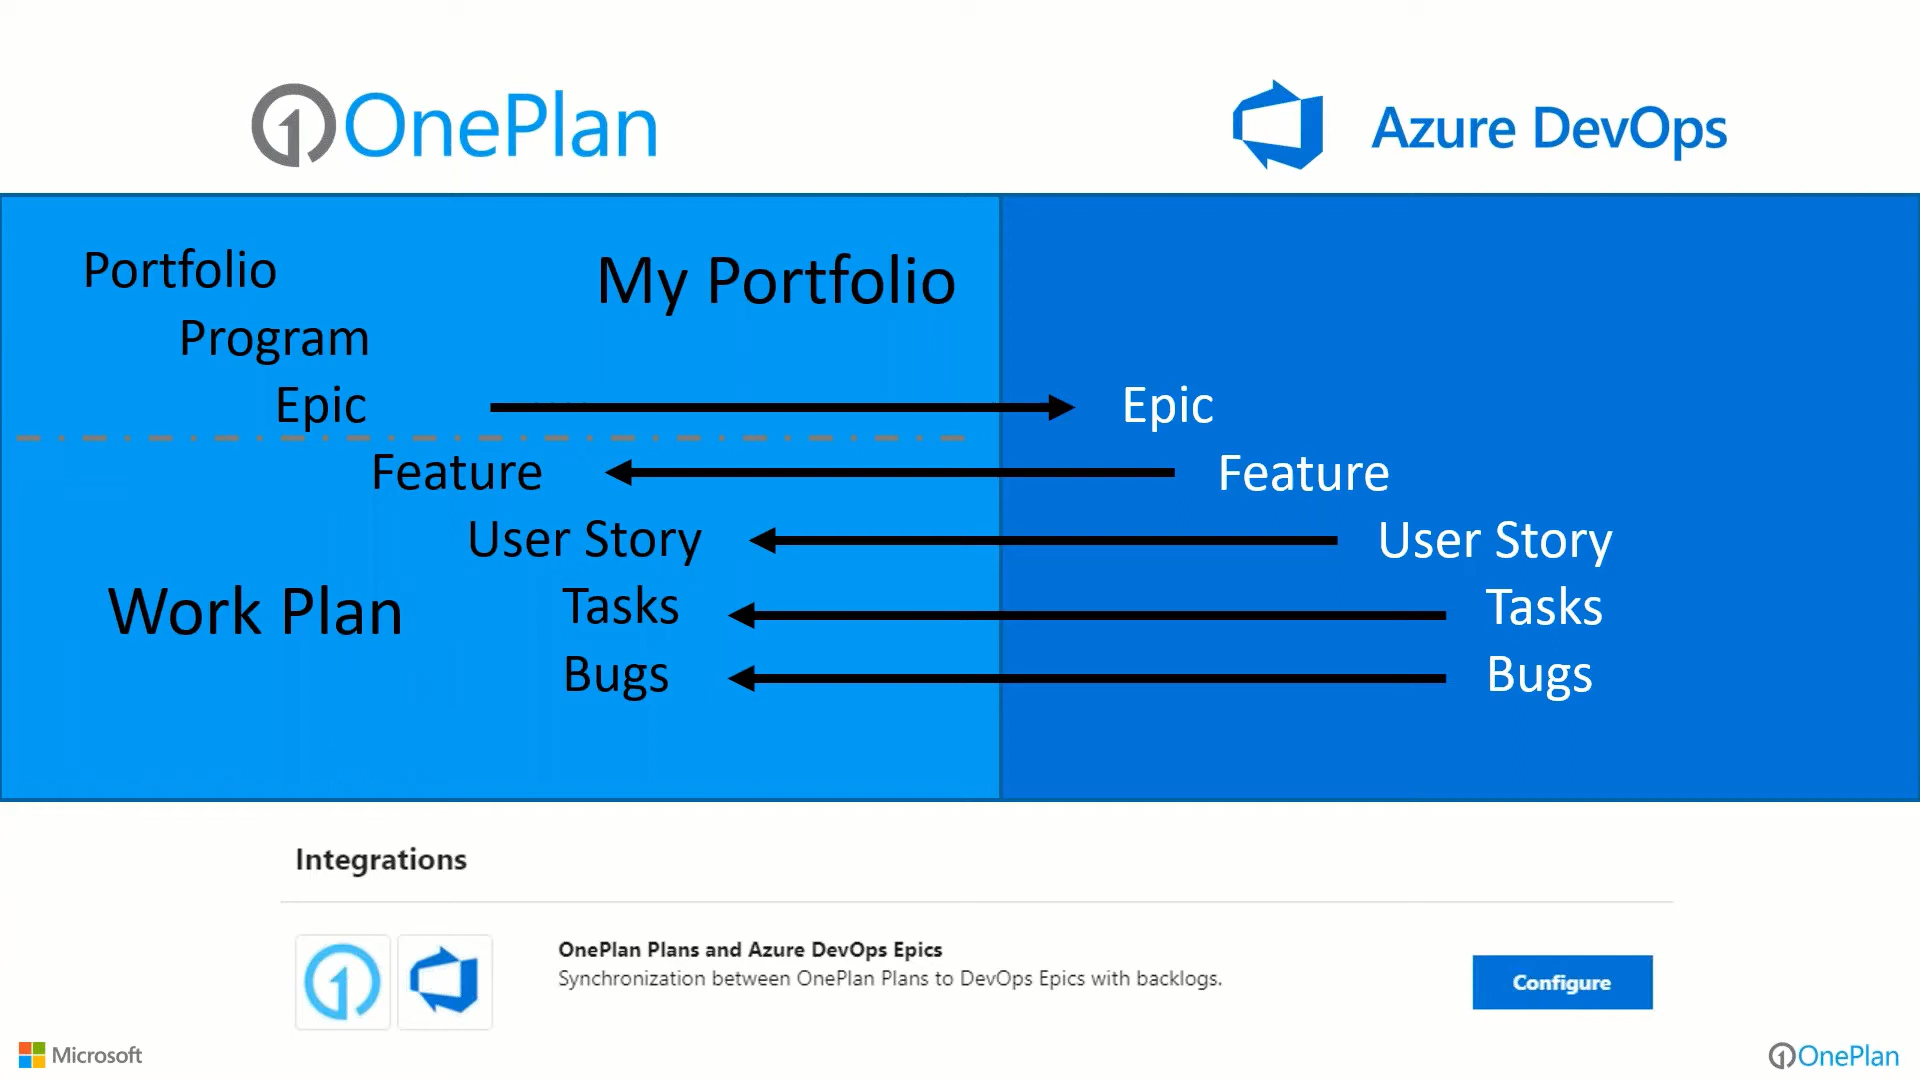 OnePlan
Azure DevOps
Portfolio
My Portfolio
Program
Epic
Epic
Feature
Feature
User Story
User Story
Work Plan
Tasks
Tasks
Bugs
Bugs
Integrations
OnePlan Plans and Azure DevOps Epics
Synchronization between OnePlan Plans to DevOps Epics with backlogs.
Configure
Microsoft
OnePlan